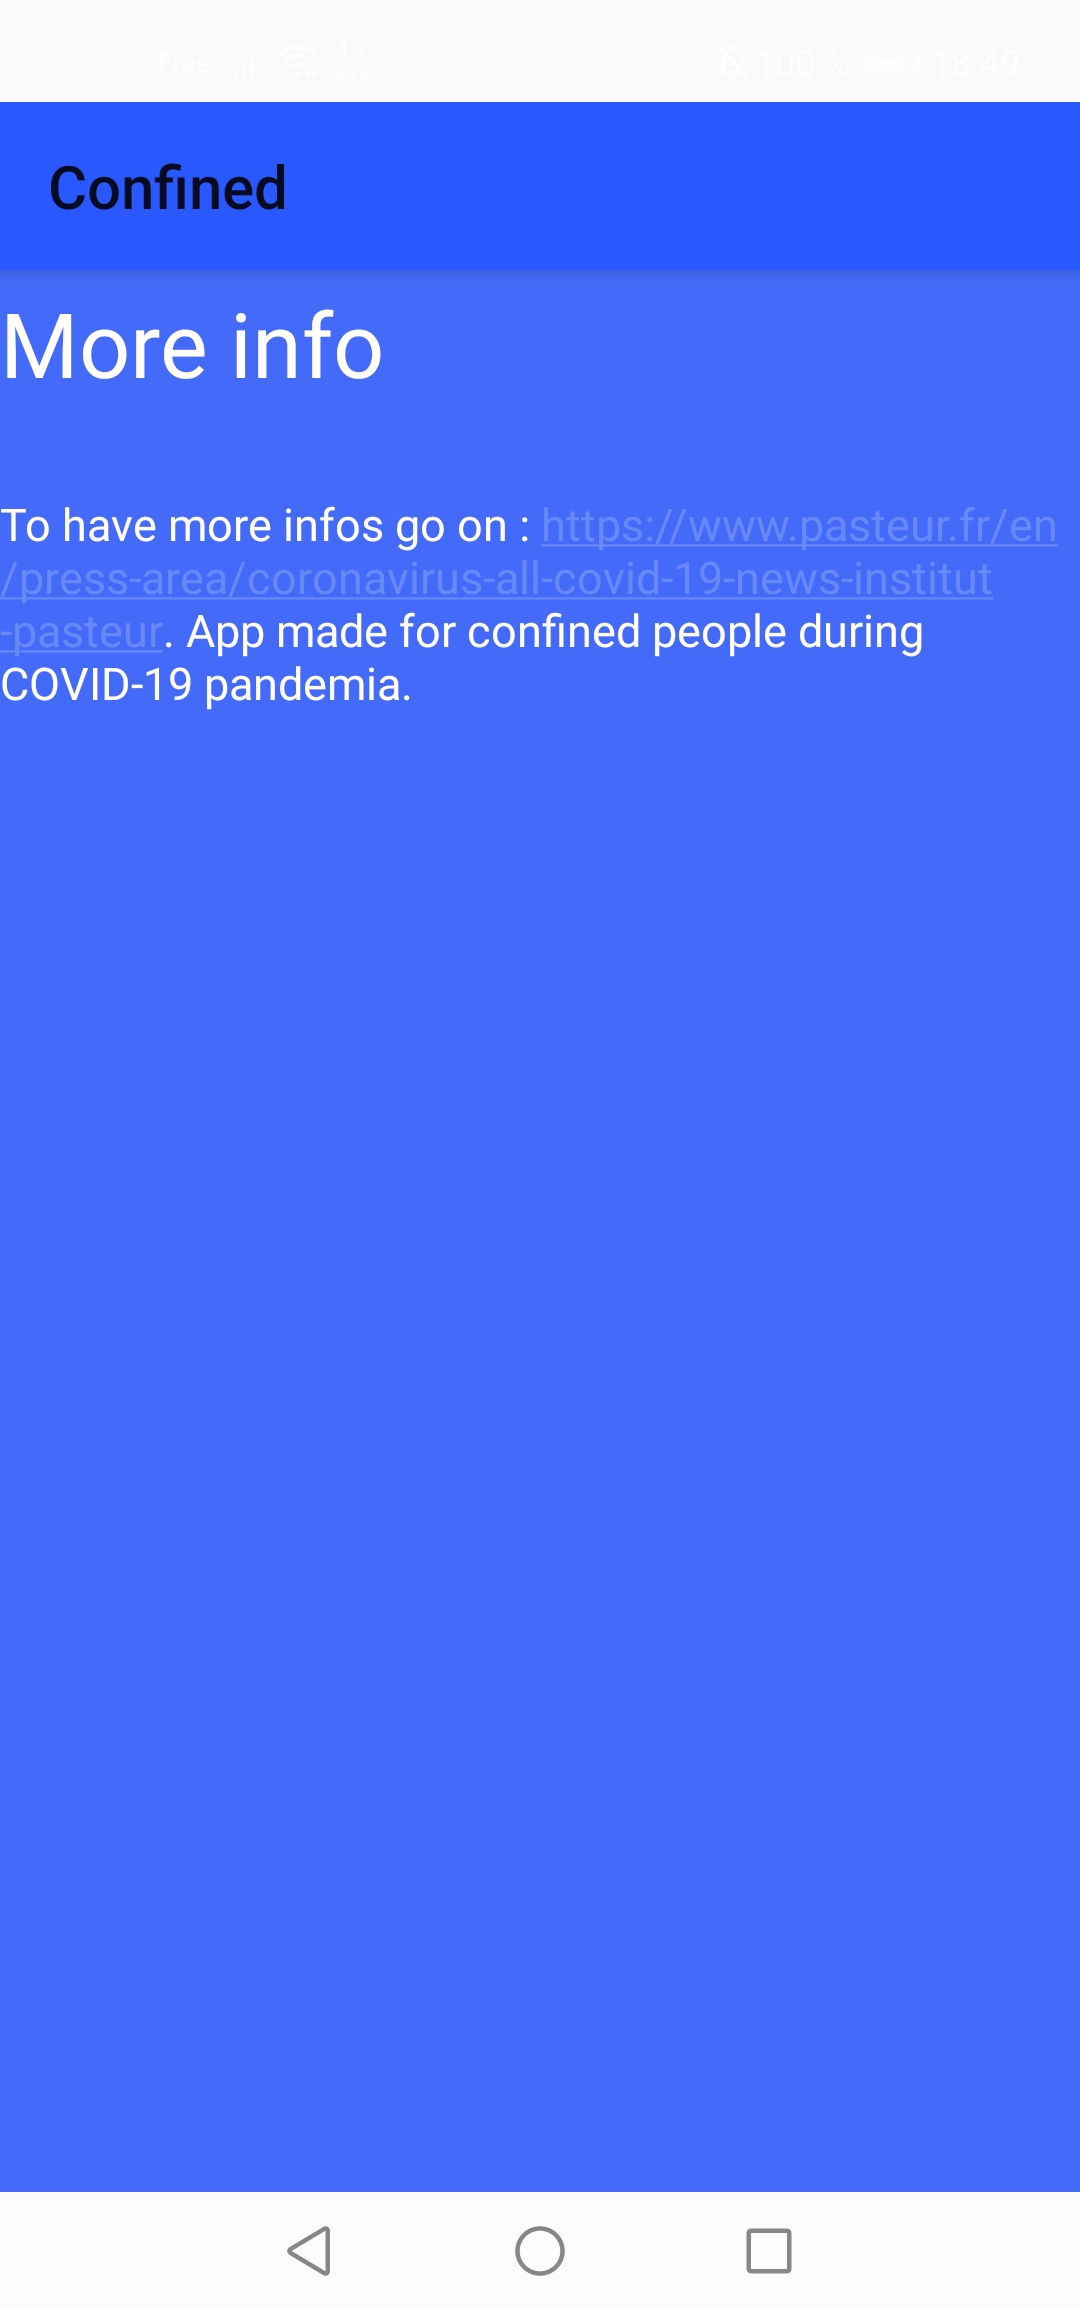 Free 1,2 K/s 100 % 18:49
Confined
More info
To have more infos go on : https://www.pasteur.fr/en
/press-area/coronavirus-all-covid-19-news-institut
-pasteur. App made for confined people during
COVID-19 pandemia.